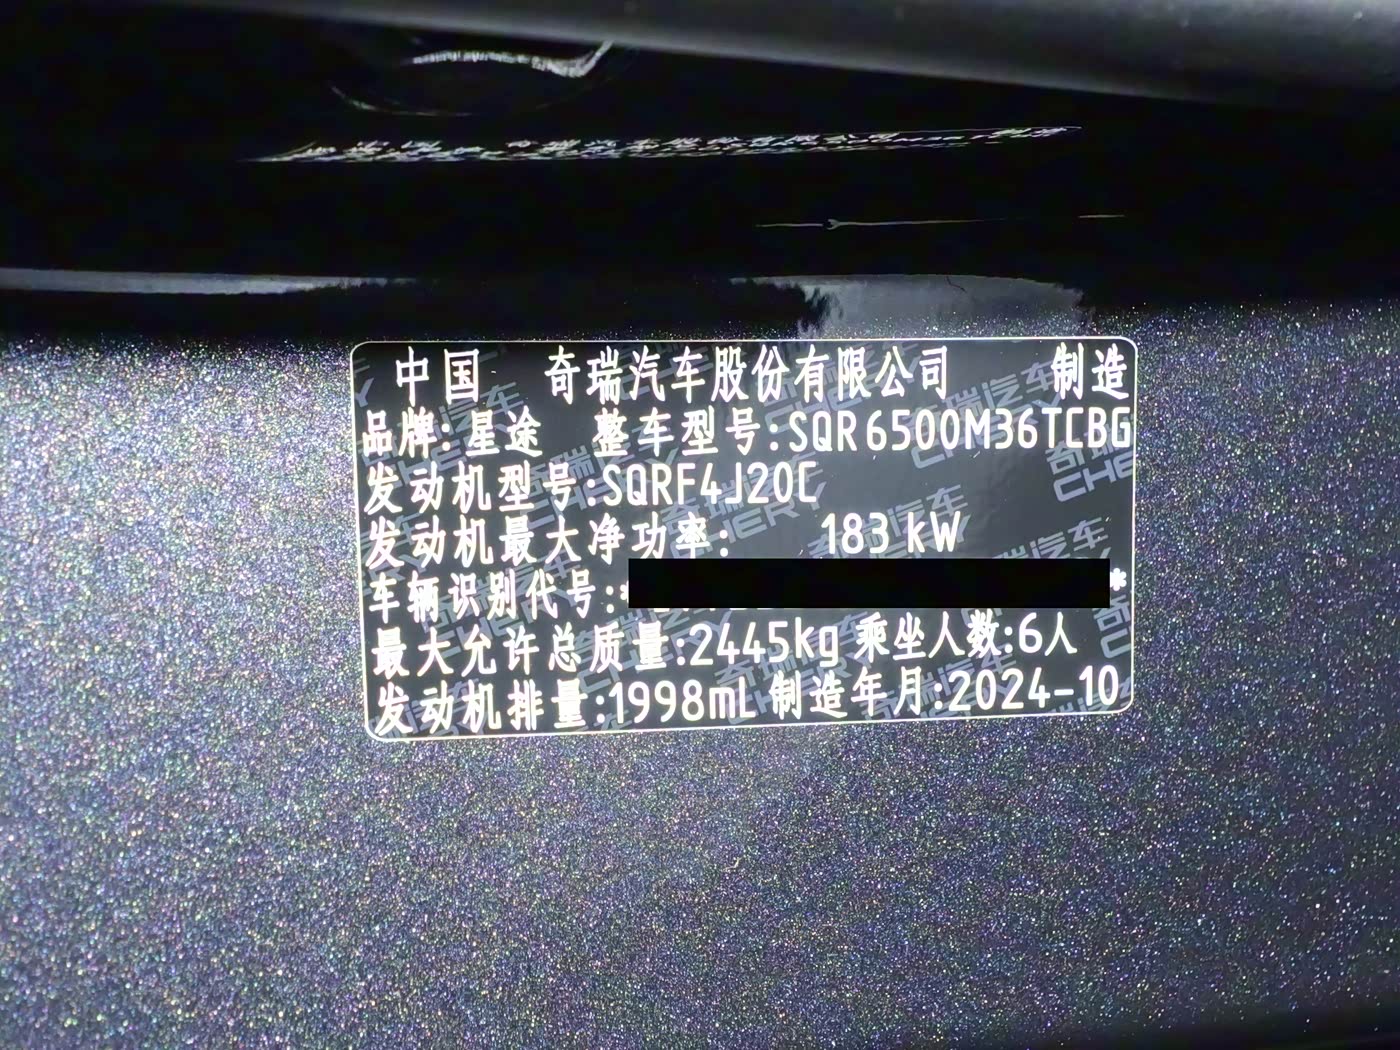 中国 奇瑞汽车股份有限公司 制造
品牌:星途 整车型号:SQR6500M36TCBG
发动机型号:SQRF4J20C
发动机最大净功率: 183 kW
车辆识别代号:* *
最大允许总质量:2445kg 乘坐人数:6人
发动机排量:1998mL 制造年月:2024-10